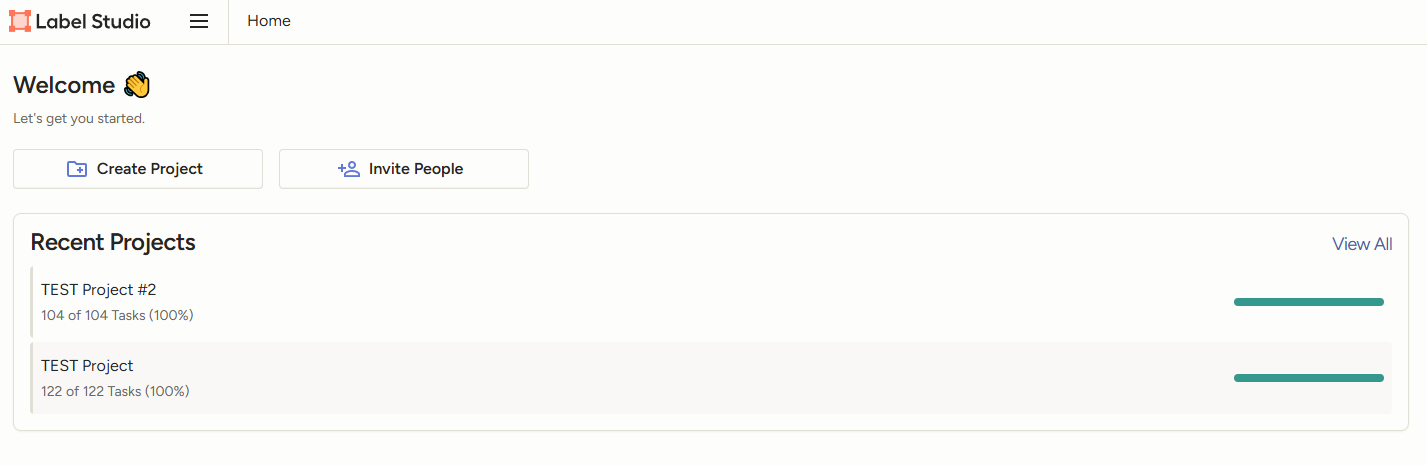 Label Studio
Home
Welcome 👋
Let's get you started.
Create Project
Invite People
Recent Projects
View All
TEST Project #2
104 of 104 Tasks (100%)
TEST Project
122 of 122 Tasks (100%)